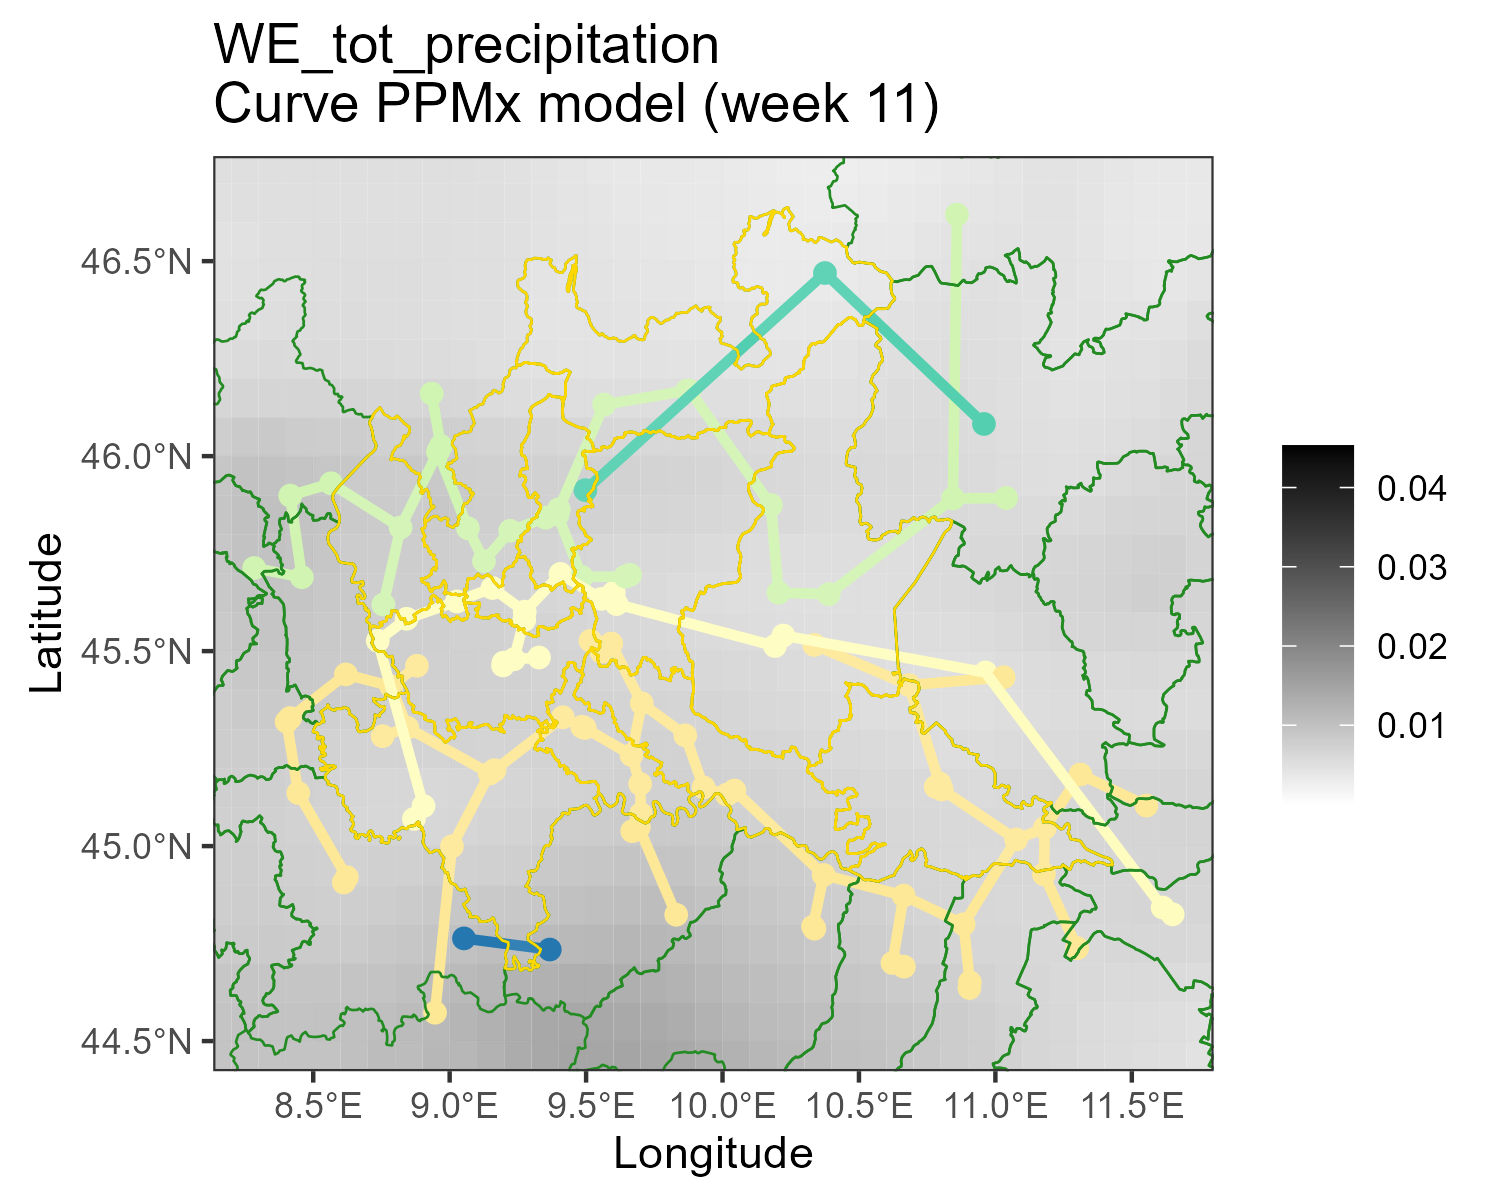 WE_tot_precipitation
Curve PPMx model (week 11)
46.5°N
46.0°N
45.5°N
45.0°N
44.5°N
Latitude
8.5°E 9.0°E 9.5°E 10.0°E 10.5°E 11.0°E 11.5°E
Longitude
0.04
0.03
0.02
0.01